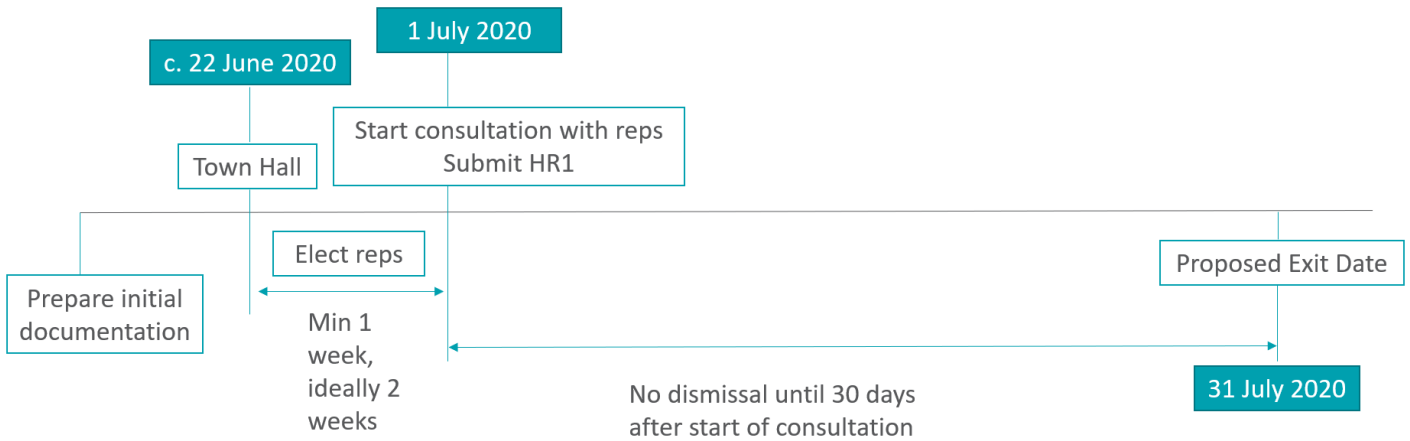 1 July 2020
c. 22 June 2020
Start consultation with reps
Submit HR1
Town Hall
Elect reps
Proposed Exit Date
Prepare initial
documentation
Min 1
week,
ideally 2
weeks
No dismissal until 30 days
after start of consultation
31 July 2020